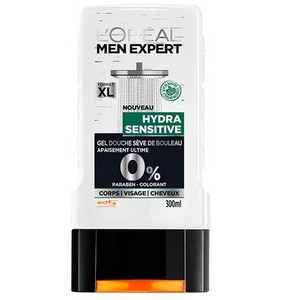 L'ORÉAL
MEN EXPERT
FORMAT
XL
NOUVEAU
HYDRA
SENSITIVE
GEL DOUCHE SÈVE DE BOULEAU
APAISEMENT ULTIME
0%
PARABEN - COLORANT
CORPS | VISAGE | CHEVEUX
300ml